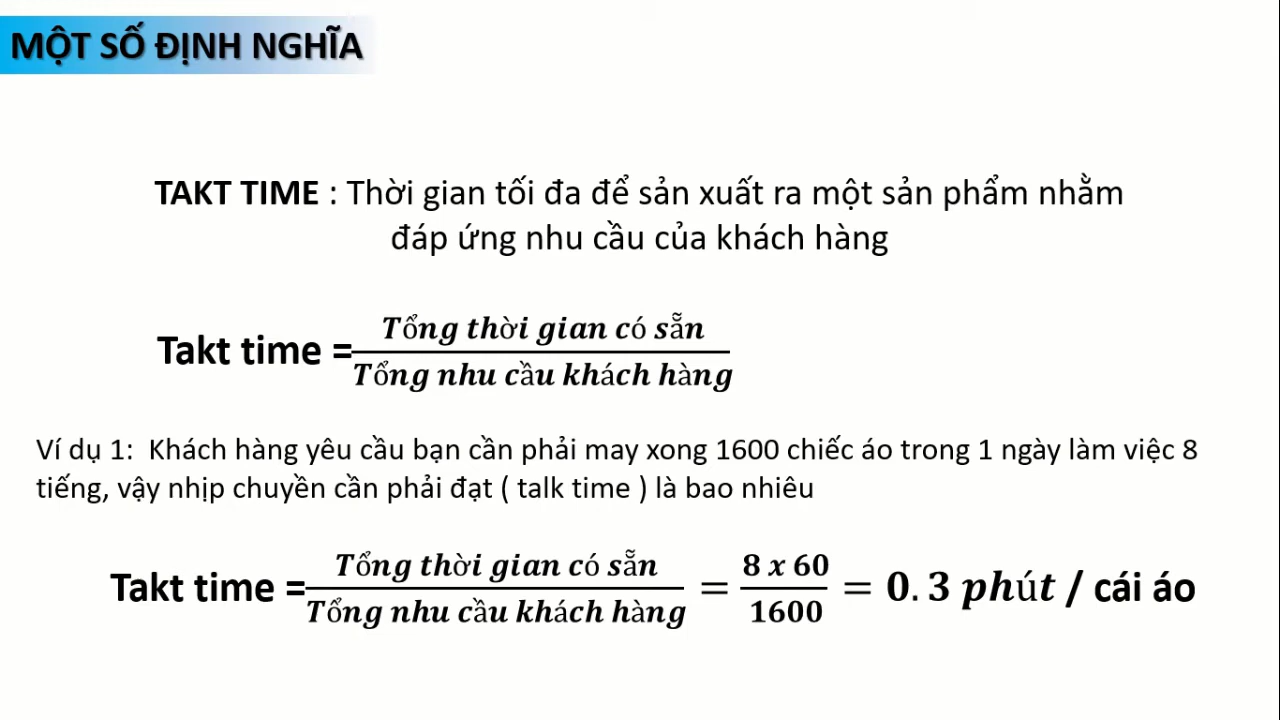 MỘT SỐ ĐỊNH NGHĨA
TAKT TIME : Thời gian tối đa để sản xuất ra một sản phẩm nhằm
đáp ứng nhu cầu của khách hàng
Takt time = Tổng thời gian có sẵn / Tổng nhu cầu khách hàng
Ví dụ 1: Khách hàng yêu cầu bạn cần phải may xong 1600 chiếc áo trong 1 ngày làm việc 8
tiếng, vậy nhịp chuyền cần phải đạt ( talk time ) là bao nhiêu
Takt time = Tổng thời gian có sẵn / Tổng nhu cầu khách hàng = 8 x 60 / 1600 = 0.3 phút / cái áo